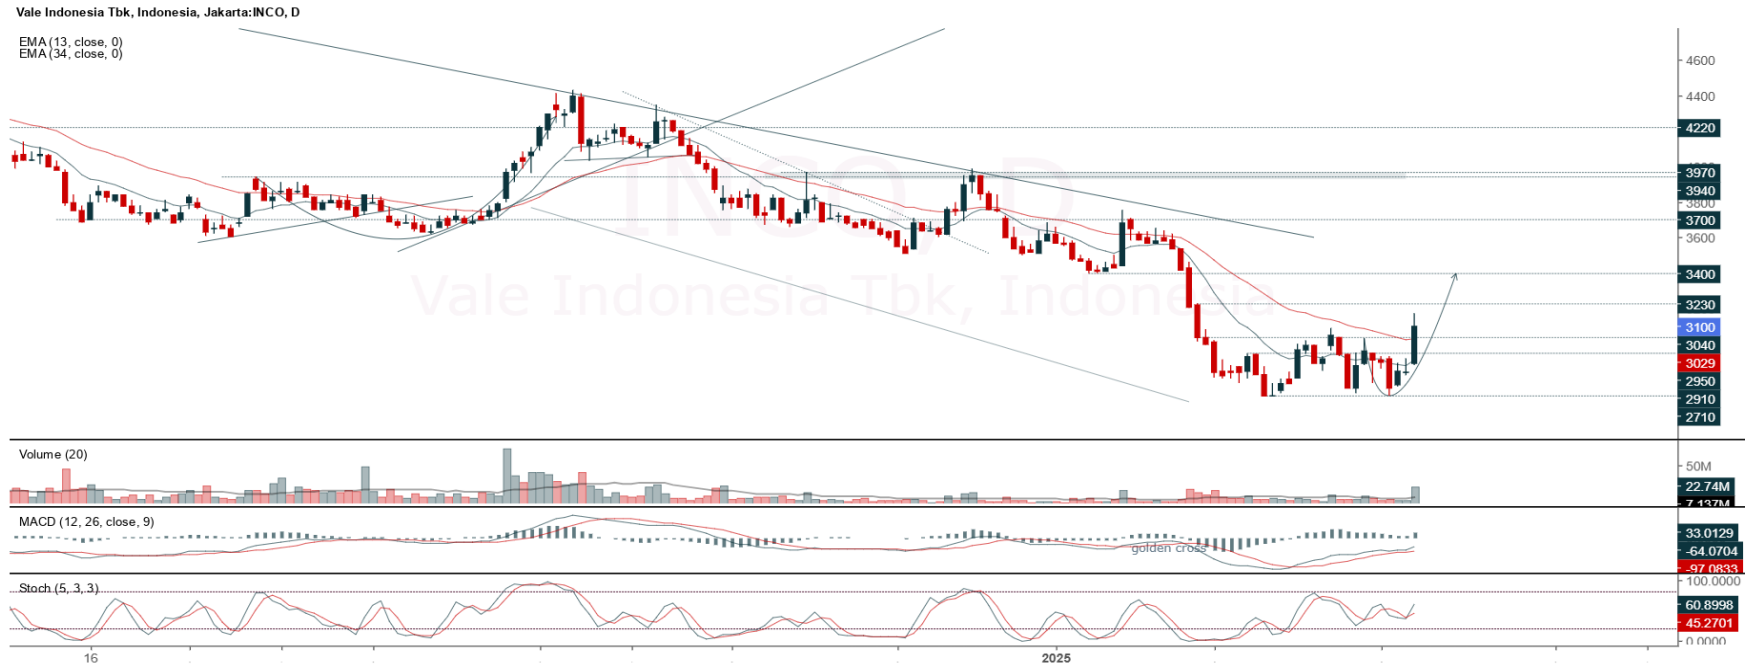 Vale Indonesia Tbk, Indonesia, Jakarta:INCO, D
EMA (13, close, 0)
EMA (34, close, 0)
INCO, D
Vale Indonesia Tbk, Indonesia
4600
4400
4220
3970
3940
3800
3700
3600
3400
3230
3100
3040
3029
2950
2910
2710
Volume (20)
50M
22.74M
7.137M
MACD (12, 26, close, 9)
golden cross
33.0129
-64.0704
-97.0833
Stoch (5, 3, 3)
100.0000
60.8998
45.2701
0.0000
16
2025